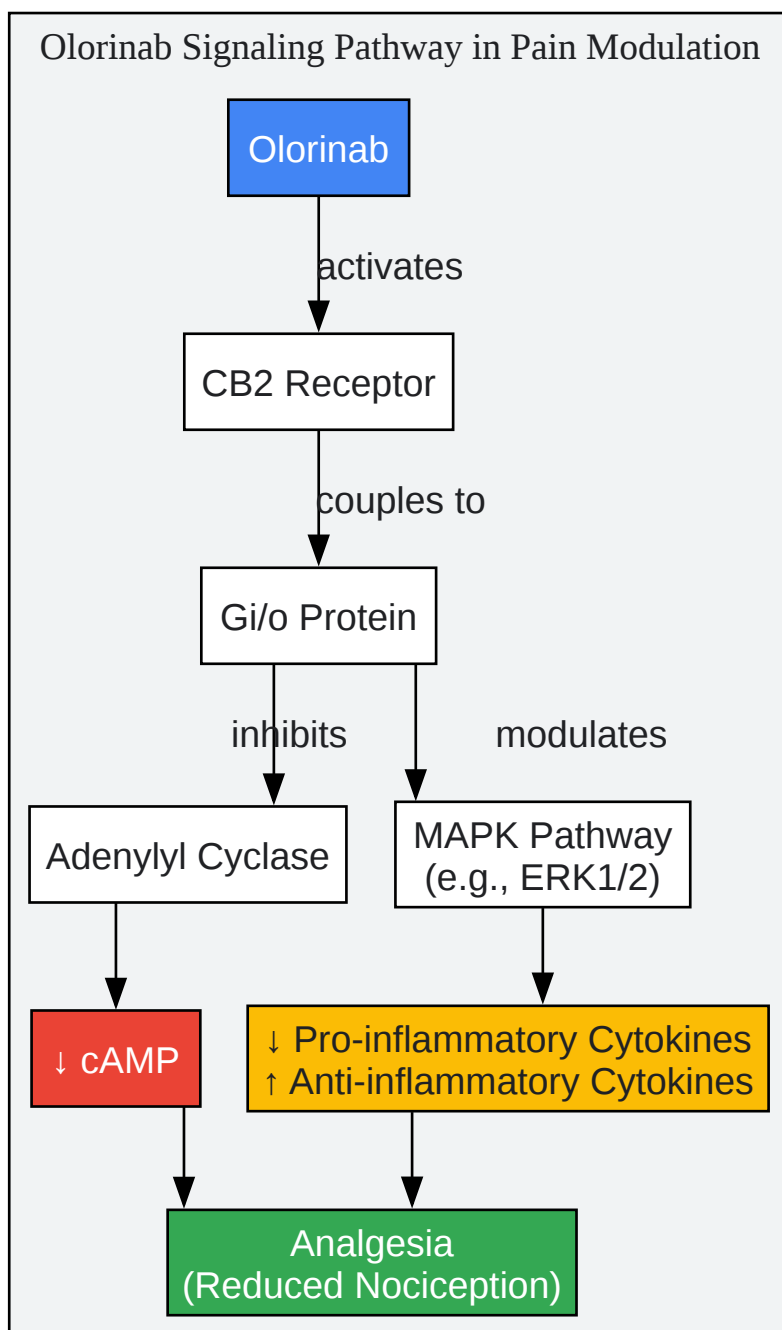 Olorinab Signaling Pathway in Pain Modulation
Olorinab
activates
CB2 Receptor
couples to
Gi/o Protein
inhibits
modulates
Adenylyl Cyclase
MAPK Pathway
(e.g., ERK1/2)
↓ cAMP
↓ Pro-inflammatory Cytokines
↑ Anti-inflammatory Cytokines
Analgesia
(Reduced Nociception)